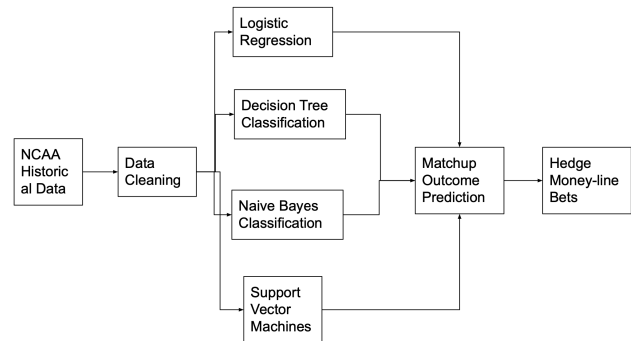 NCAA
Historic
al Data
Data
Cleaning
Logistic
Regression
Decision Tree
Classification
Naive Bayes
Classification
Support
Vector
Machines
Matchup
Outcome
Prediction
Hedge
Money-line
Bets